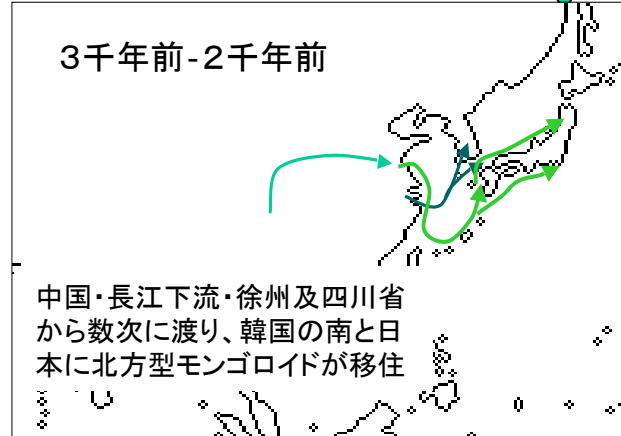 ３千年前-２千年前
中国･長江下流･徐州及四川省
から数次に渡り、韓国の南と日
本に北方型モンゴロイドが移住